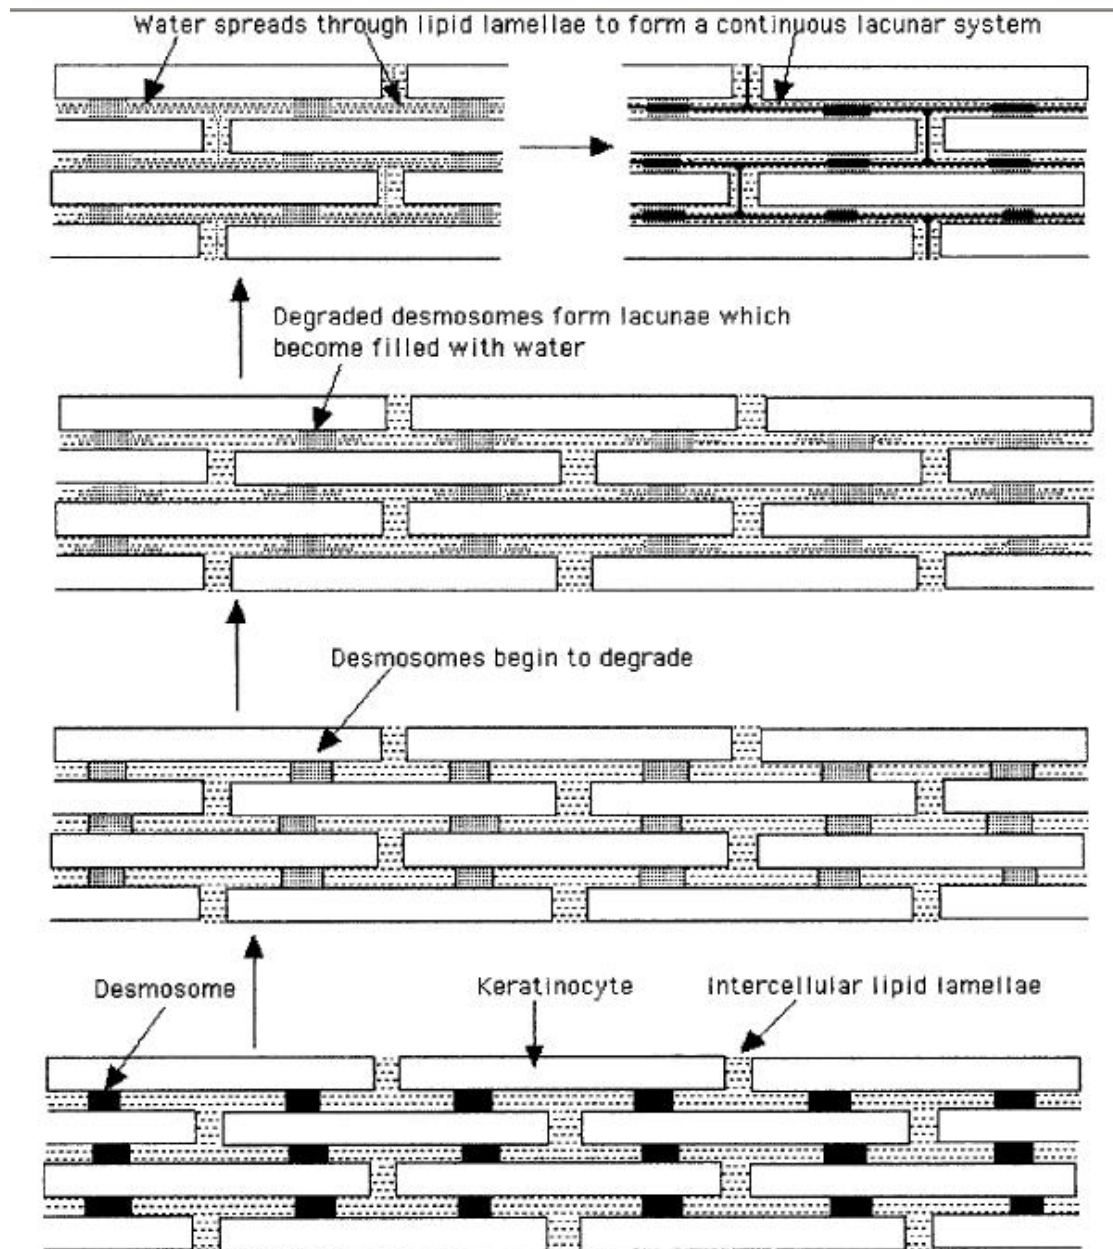 Water spreads through lipid lamellae to form a continuous lacunar system
Degraded desmosomes form lacunae which
become filled with water
Desmosomes begin to degrade
Desmosome
Keratinocyte
Intercellular lipid lamellae